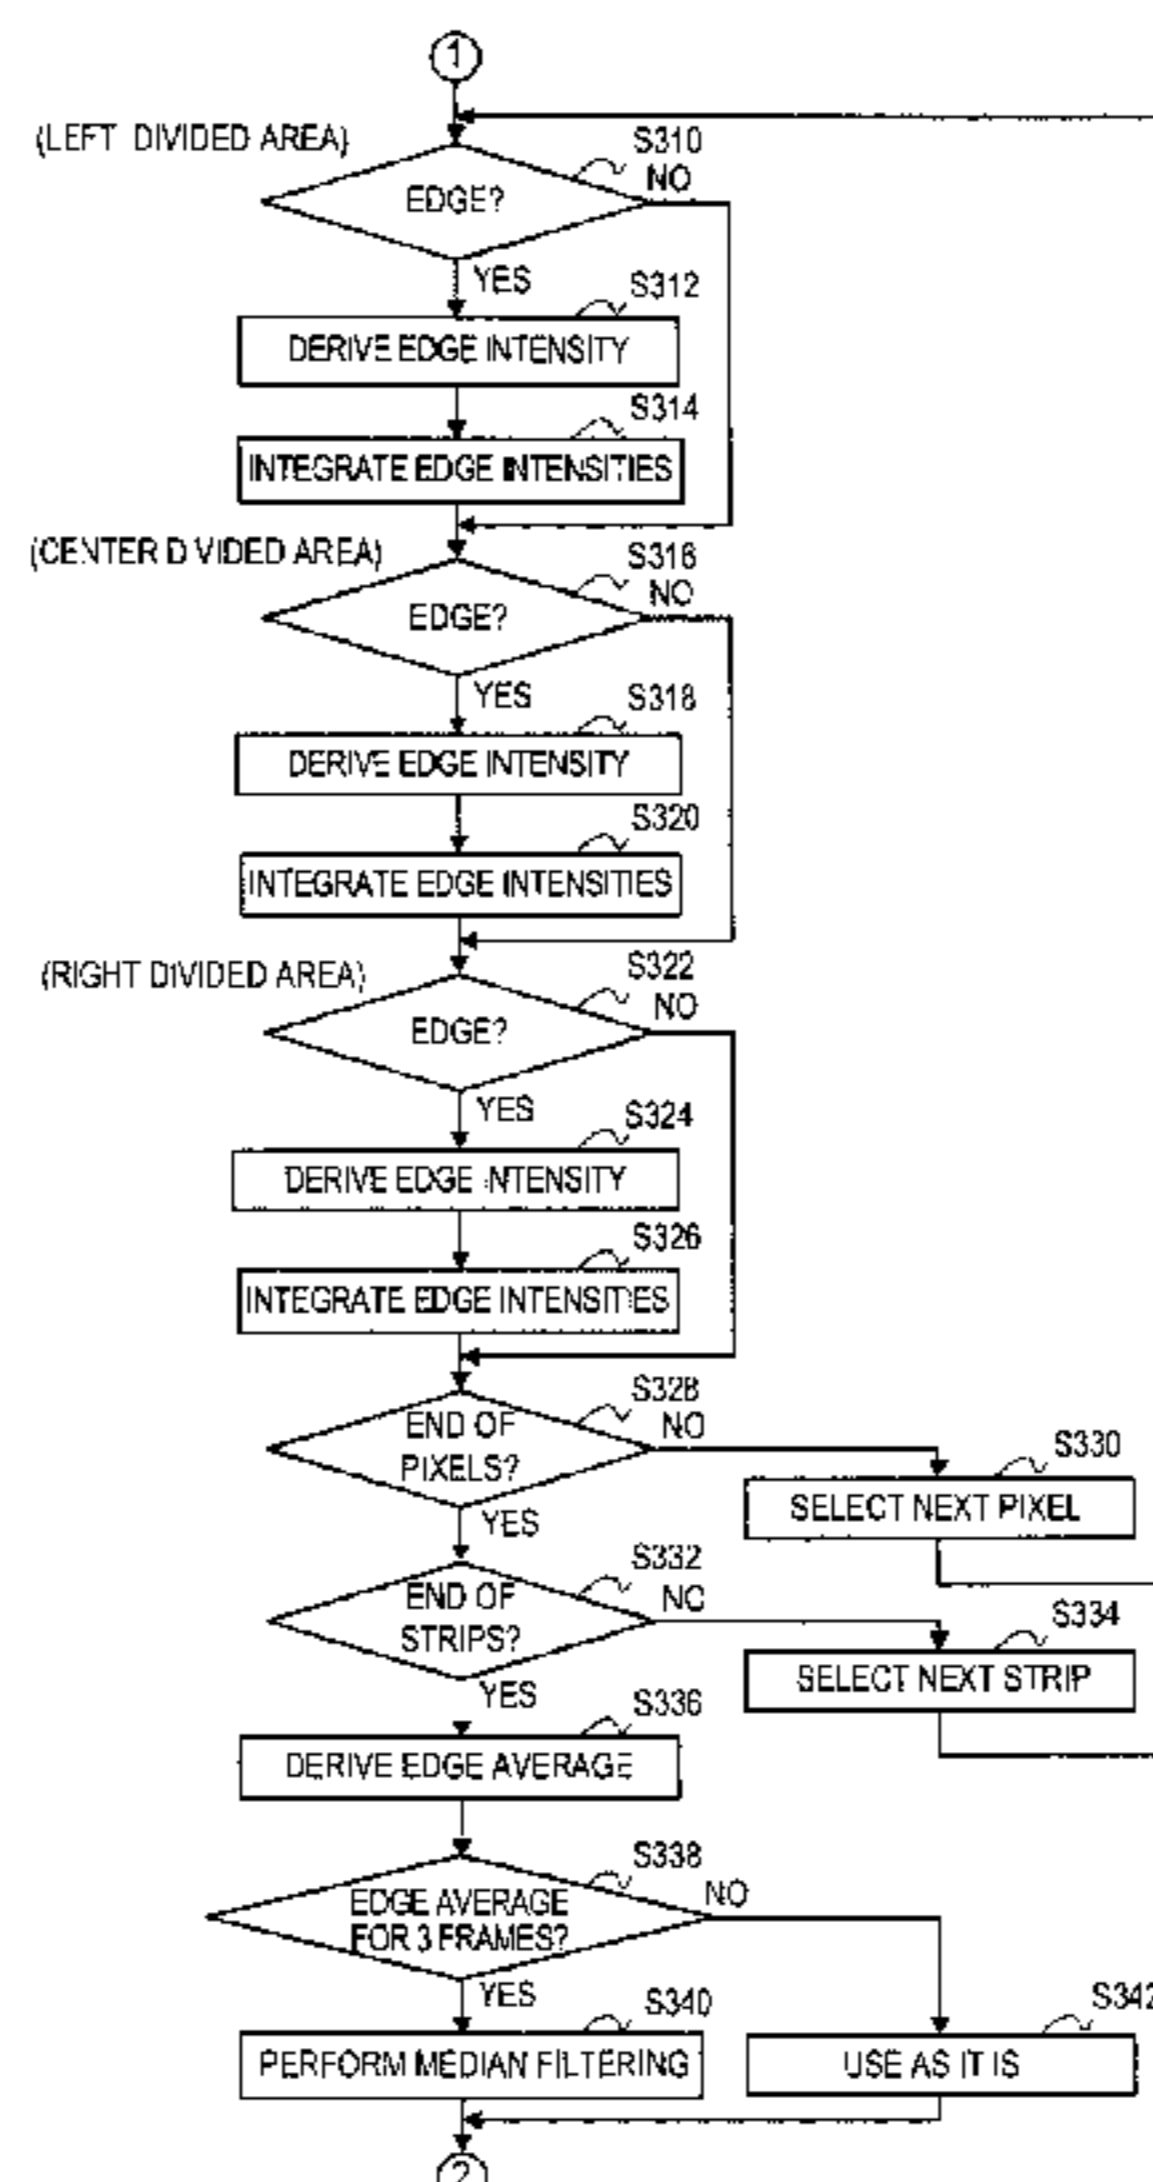 1
(LEFT DIVIDED AREA)
S310
EDGE?
NO
YES
S312
DERIVE EDGE INTENSITY
S314
INTEGRATE EDGE INTENSITIES
(CENTER DIVIDED AREA)
S316
EDGE?
NO
YES
S318
DERIVE EDGE INTENSITY
S320
INTEGRATE EDGE INTENSITIES
(RIGHT DIVIDED AREA)
S322
EDGE?
NO
YES
S324
DERIVE EDGE INTENSITY
S326
INTEGRATE EDGE INTENSITIES
S328
END OF
PIXELS?
NO
YES
S330
SELECT NEXT PIXEL
S332
END OF
STRIPS?
NO
YES
S334
SELECT NEXT STRIP
S336
DERIVE EDGE AVERAGE
S338
EDGE AVERAGE
FOR 3 FRAMES?
NO
YES
S340
PERFORM MEDIAN FILTERING
S342
USE AS IT IS
2